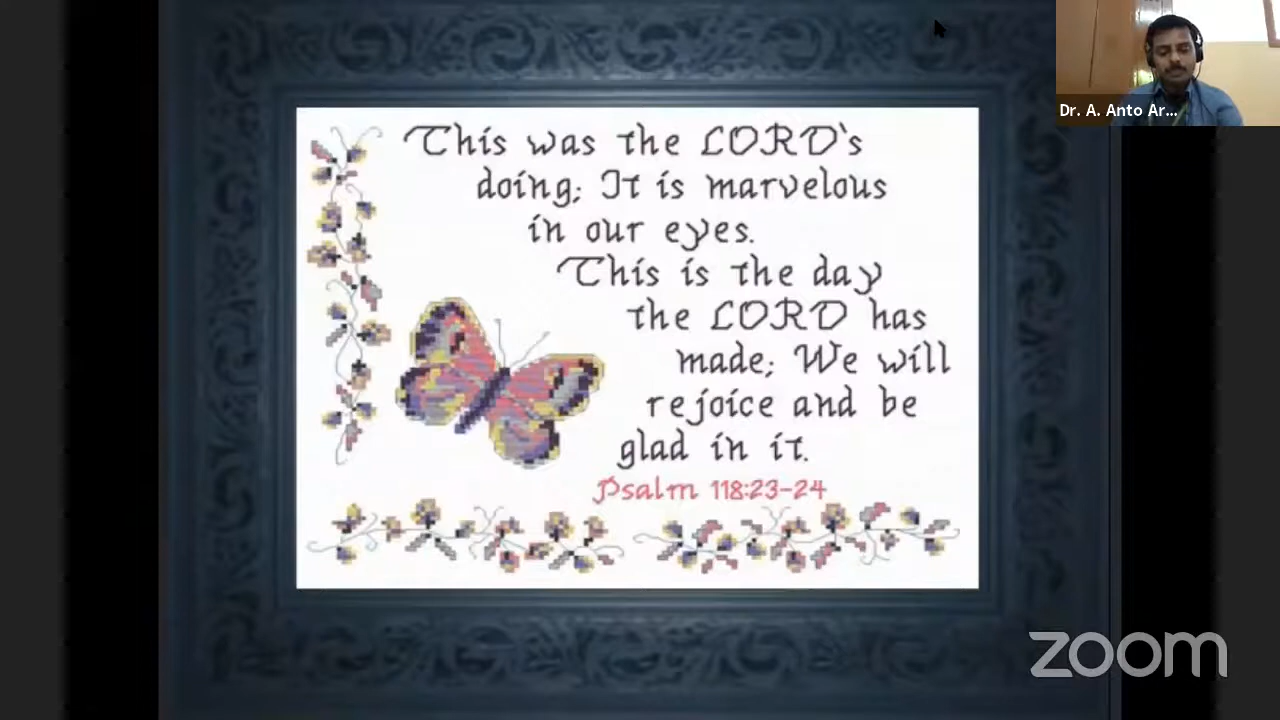 This was the LORD's
doing; It is marvelous
in our eyes.
This is the day
the LORD has
made; We will
rejoice and be
glad in it.
Psalm 118:23-24
Dr. A. Anto Ar...
zoom